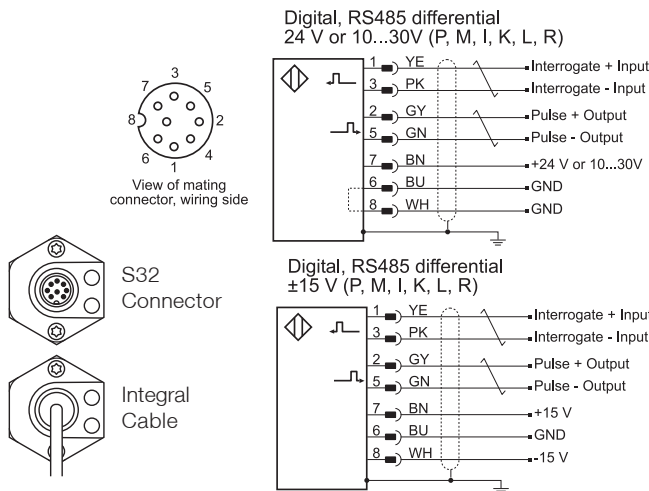 Digital, RS485 differential
24 V or 10...30V (P, M, I, K, L, R)
1 YE Interrogate + Input
3 PK Interrogate - Input
2 GY Pulse + Output
5 GN Pulse - Output
7 BN +24 V or 10...30V
6 BU GND
8 WH GND
3
7 5
8 2
6 4
1
View of mating
connector, wiring side
S32
Connector
Integral
Cable
Digital, RS485 differential
±15 V (P, M, I, K, L, R)
1 YE Interrogate + Input
3 PK Interrogate - Input
2 GY Pulse + Output
5 GN Pulse - Output
7 BN +15 V
6 BU GND
8 WH -15 V